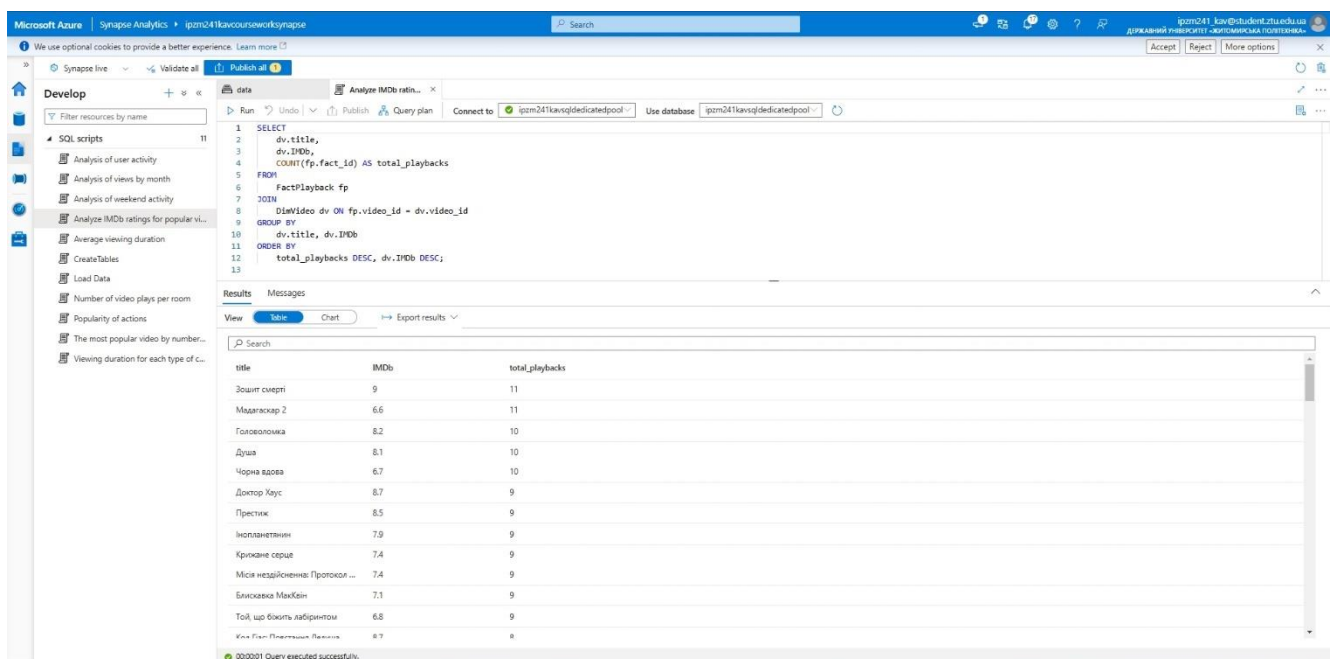 Microsoft Azure | Synapse Analytics ▸ ipzm241kavcourseworksynapse
Search
17
ipzm241_kav@student.ztu.edu.ua
ДЕРЖАВНИЙ УНІВЕРСИТЕТ «ЖИТОМИРСЬКА ПОЛІТЕХНІКА»
We use optional cookies to provide a better experience. Learn more
Accept Reject More options
Synapse live Validate all Publish all 1
Develop
Filter resources by name
SQL scripts 11
Analysis of user activity
Analysis of views by month
Analysis of weekend activity
Analyze IMDb ratings for popular vi...
Average viewing duration
CreateTables
Load Data
Number of video plays per room
Popularity of actions
The most popular video by number...
Viewing duration for each type of c...
data Analyze IMDb ratin...
Run Undo Publish Query plan Connect to ipzm241kavsqldedicatedpool Use database ipzm241kavsqldedicatedpool
1 SELECT
2 dv.title,
3 dv.IMDb,
4 COUNT(fp.fact_id) AS total_playbacks
5 FROM
6 FactPlayback fp
7 JOIN
8 DimVideo dv ON fp.video_id = dv.video_id
9 GROUP BY
10 dv.title, dv.IMDb
11 ORDER BY
12 total_playbacks DESC, dv.IMDb DESC;
13
Results Messages
View Table Chart Export results
Search
title IMDb total_playbacks
Зошит смерті 9 11
Мадагаскар 2 6.6 11
Головоломка 8.2 10
Душа 8.1 10
Чорна вдова 6.7 10
Доктор Хаус 8.7 9
Престиж 8.5 9
Інопланетянин 7.9 9
Крижане серце 7.4 9
Місія нездійсненна: Протокол ... 7.4 9
Блискавка МакКвін 7.1 9
Той, що біжить лабіринтом 6.8 9
Код Гіас: Повстання Лелуша 8.7 8
00:00:01 Query executed successfully.